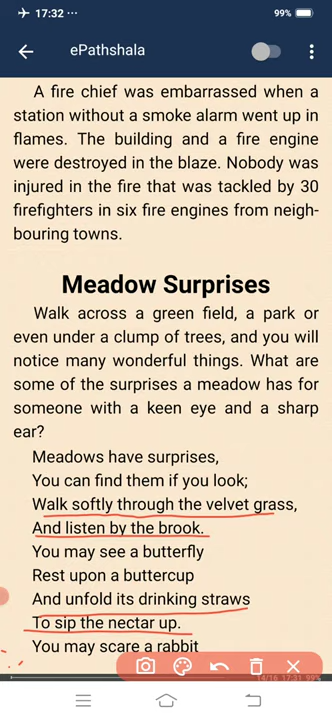 17:32 ...
99%
ePathshala
A fire chief was embarrassed when a
station without a smoke alarm went up in
flames. The building and a fire engine
were destroyed in the blaze. Nobody was
injured in the fire that was tackled by 30
firefighters in six fire engines from neigh-
bouring towns.
Meadow Surprises
Walk across a green field, a park or
even under a clump of trees, and you will
notice many wonderful things. What are
some of the surprises a meadow has for
someone with a keen eye and a sharp
ear?
Meadows have surprises,
You can find them if you look;
Walk softly through the velvet grass,
And listen by the brook.
You may see a butterfly
Rest upon a buttercup
And unfold its drinking straws
To sip the nectar up.
You may scare a rabbit
14/16 17:31 99%